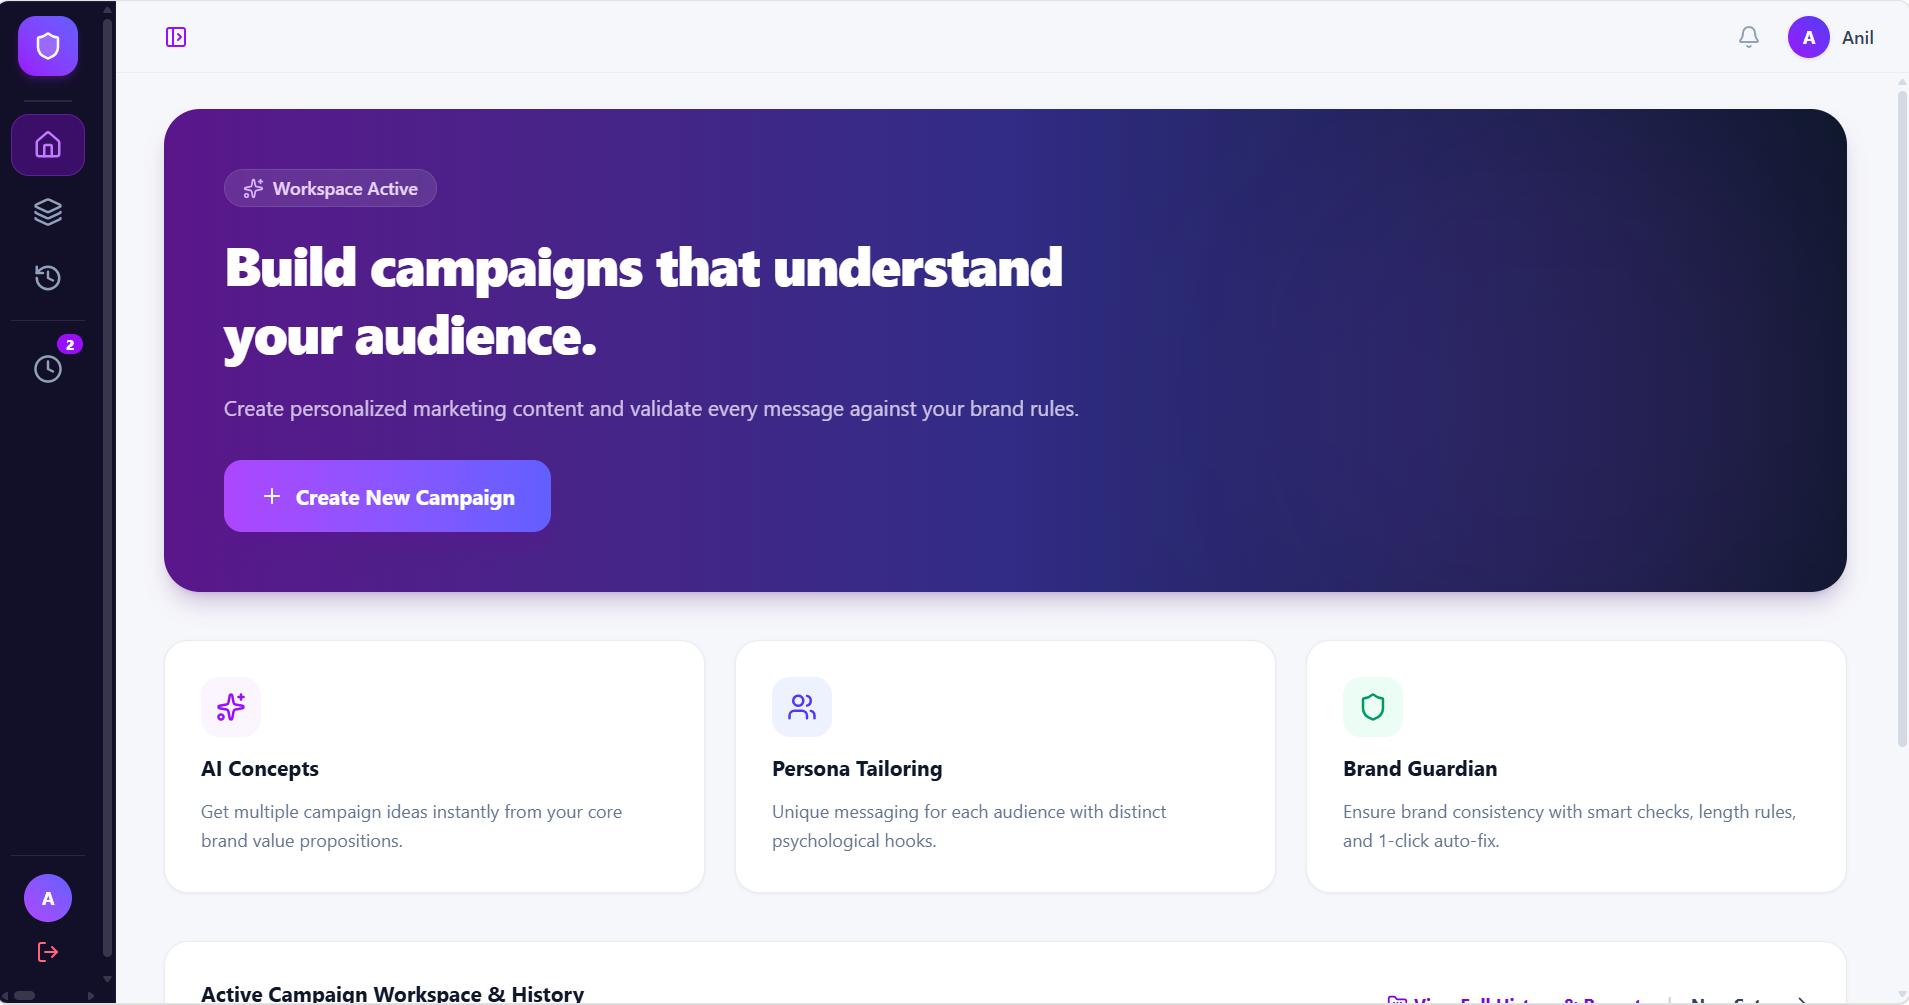 A Anil
Workspace Active
Build campaigns that understand
your audience.
Create personalized marketing content and validate every message against your brand rules.
Create New Campaign
2
AI Concepts
Get multiple campaign ideas instantly from your core
brand value propositions.
Persona Tailoring
Unique messaging for each audience with distinct
psychological hooks.
Brand Guardian
Ensure brand consistency with smart checks, length rules,
and 1-click auto-fix.
A
Active Campaign Workspace & History
View Full History &